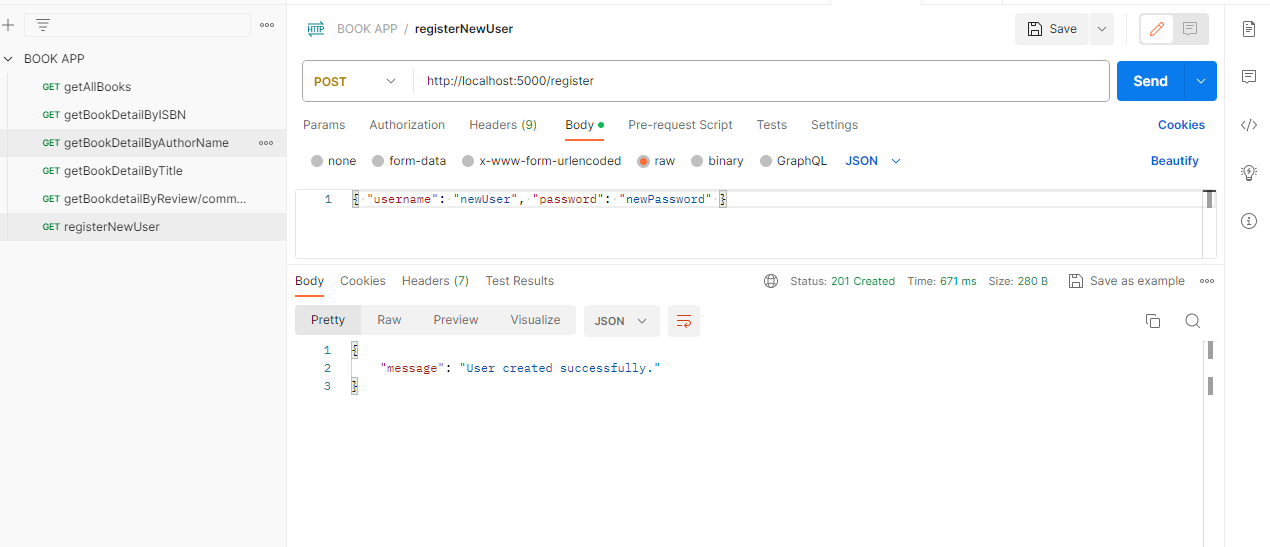 HTTP BOOK APP / registerNewUser
Save
BOOK APP
GET getAllBooks
GET getBookDetailByISBN
GET getBookDetailByAuthorName
GET getBookDetailByTitle
GET getBookdetailByReview/comm...
GET registerNewUser
POST http://localhost:5000/register
Send
Params Authorization Headers (9) Body Pre-request Script Tests Settings Cookies
none form-data x-www-form-urlencoded raw binary GraphQL JSON Beautify
1 { "username": "newUser", "password": "newPassword" }
Body Cookies Headers (7) Test Results Status: 201 Created Time: 671 ms Size: 280 B Save as example
Pretty Raw Preview Visualize JSON
1 {
2 "message": "User created successfully."
3 }